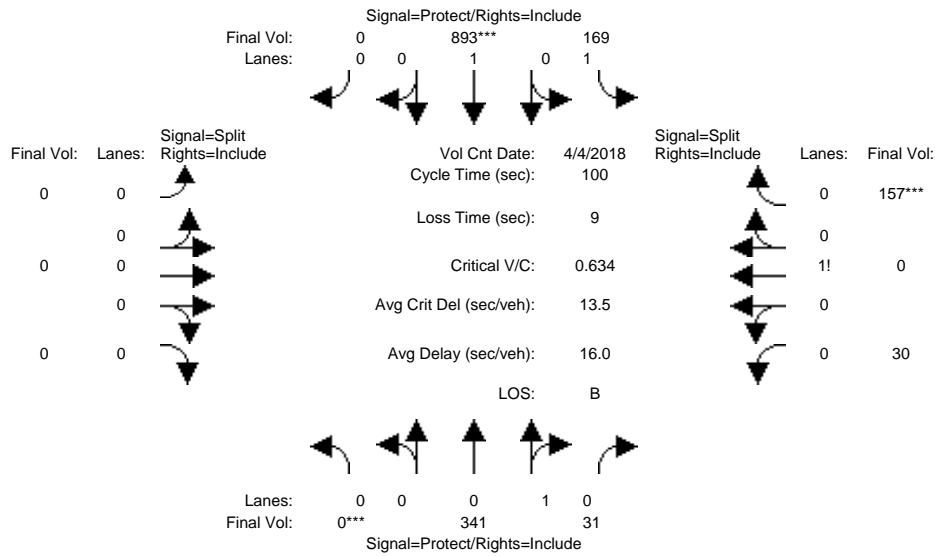 Signal=Protect/Rights=Include
Final Vol: 0 893*** 169
Lanes: 0 0 1 0 1
Signal=Split
Final Vol: Lanes: Rights=Include
Vol Cnt Date: 4/4/2018
Signal=Split
Rights=Include Lanes: Final Vol:
Cycle Time (sec): 100
0 0
0 157***
Loss Time (sec): 9
0
0
0 0
Critical V/C: 0.634
1! 0
0
Avg Crit Del (sec/veh): 13.5
0
0 0
Avg Delay (sec/veh): 16.0
0 30
LOS: B
Lanes: 0 0 0 1 0
Final Vol: 0*** 341 31
Signal=Protect/Rights=Include